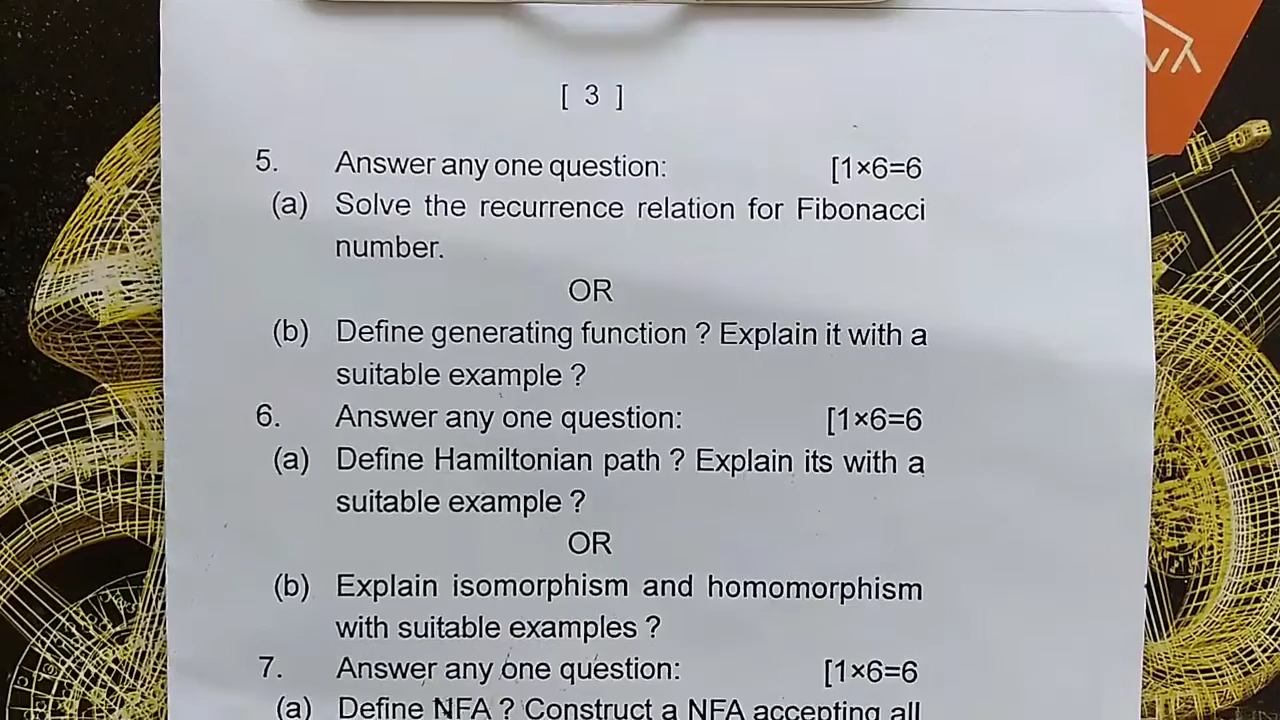 [ 3 ]
5. Answer any one question: [1×6=6
(a) Solve the recurrence relation for Fibonacci
number.
OR
(b) Define generating function ? Explain it with a
suitable example ?
6. Answer any one question: [1×6=6
(a) Define Hamiltonian path ? Explain its with a
suitable example ?
OR
(b) Explain isomorphism and homomorphism
with suitable examples ?
7. Answer any one question: [1×6=6
(a) Define NFA ? Construct a NFA accepting all